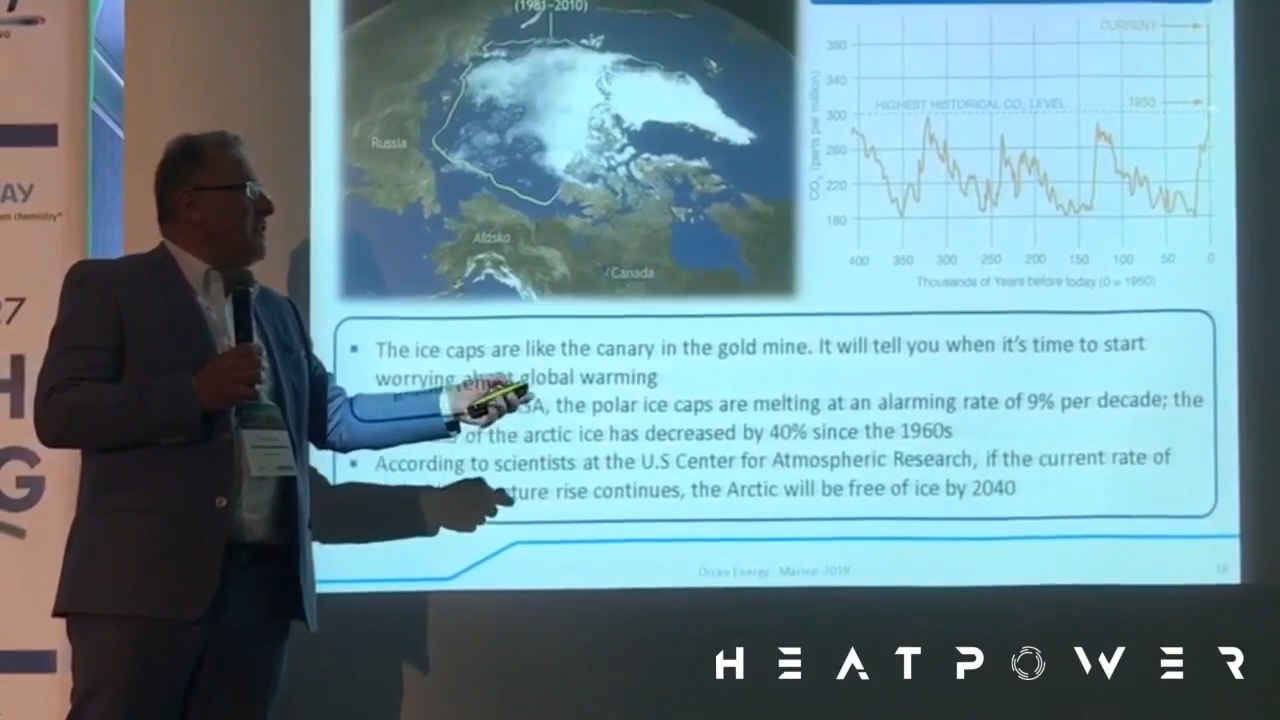 (1981-2010)
Russia
Alaska
Canada
CURRENT
380
340
HIGHEST HISTORICAL CO₂ LEVEL
1950
300
260
220
180
CO₂ (parts per million)
400 350 300 250 200 150 100 50 0
Thousands of Years before today (0 = 1950)
▪ The ice caps are like the canary in the gold mine. It will tell you when it's time to start
worrying about global warming
SA, the polar ice caps are melting at an alarming rate of 9% per decade; the
of the arctic ice has decreased by 40% since the 1960s
▪ According to scientists at the U.S Center for Atmospheric Research, if the current rate of
ture rise continues, the Arctic will be free of ice by 2040
Energy - Marine -2019
AY
chemistry"
27
H
G
HEATPOWER